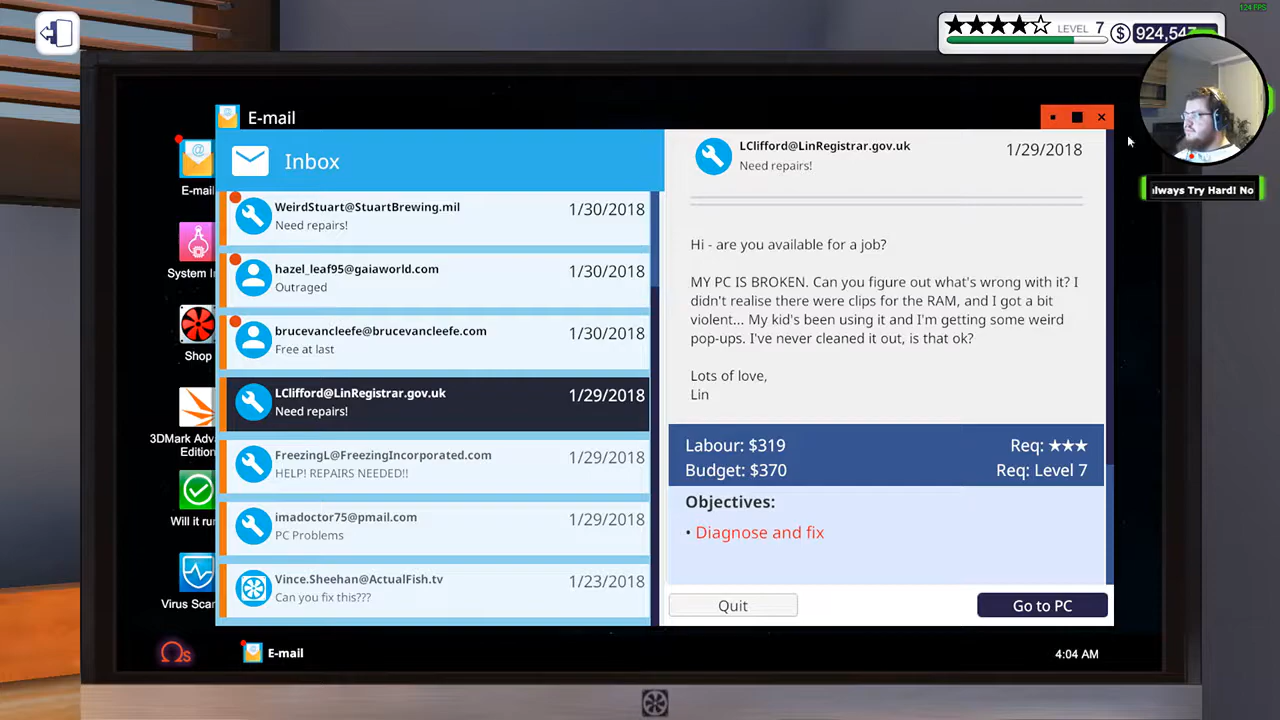 124 FPS
LEVEL 7
$ 924,547
E-mail
Inbox
LClifford@LinRegistrar.gov.uk
1/29/2018
Need repairs!
WeirdStuart@StuartBrewing.mil
1/30/2018
Need repairs!
hazel_leaf95@gaiaworld.com
1/30/2018
Outraged
brucevancleefe@brucevancleefe.com
1/30/2018
Free at last
LClifford@LinRegistrar.gov.uk
1/29/2018
Need repairs!
FreezingL@FreezingIncorporated.com
1/29/2018
HELP! REPAIRS NEEDED!!
imadoctor75@pmail.com
1/29/2018
PC Problems
Vince.Sheehan@ActualFish.tv
1/23/2018
Can you fix this???
Hi - are you available for a job?
MY PC IS BROKEN. Can you figure out what's wrong with it? I
didn't realise there were clips for the RAM, and I got a bit
violent... My kid's been using it and I'm getting some weird
pop-ups. I've never cleaned it out, is that ok?
Lots of love,
Lin
Labour: $319
Req: ★★★
Budget: $370
Req: Level 7
Objectives:
• Diagnose and fix
Quit
Go to PC
E-mail
System In
Shop
3DMark Adv
Edition
Will it ru
Virus Sca
lways Try Hard! No
Ωs
E-mail
4:04 AM